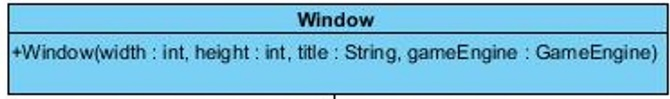 Window
+Window(width : int, height : int, title : String, gameEngine : GameEngine)